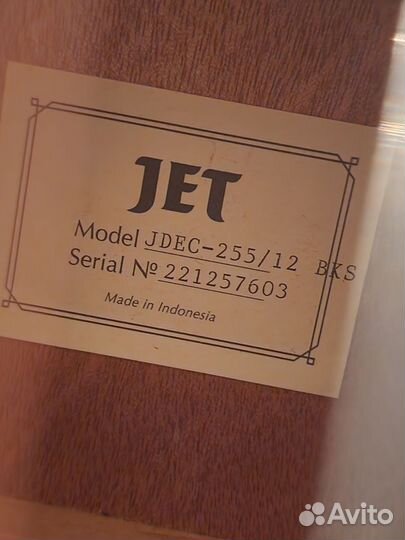 JET
Model JDEC-255/12 BKS
Serial № 221257603
Made in Indonesia
Avito